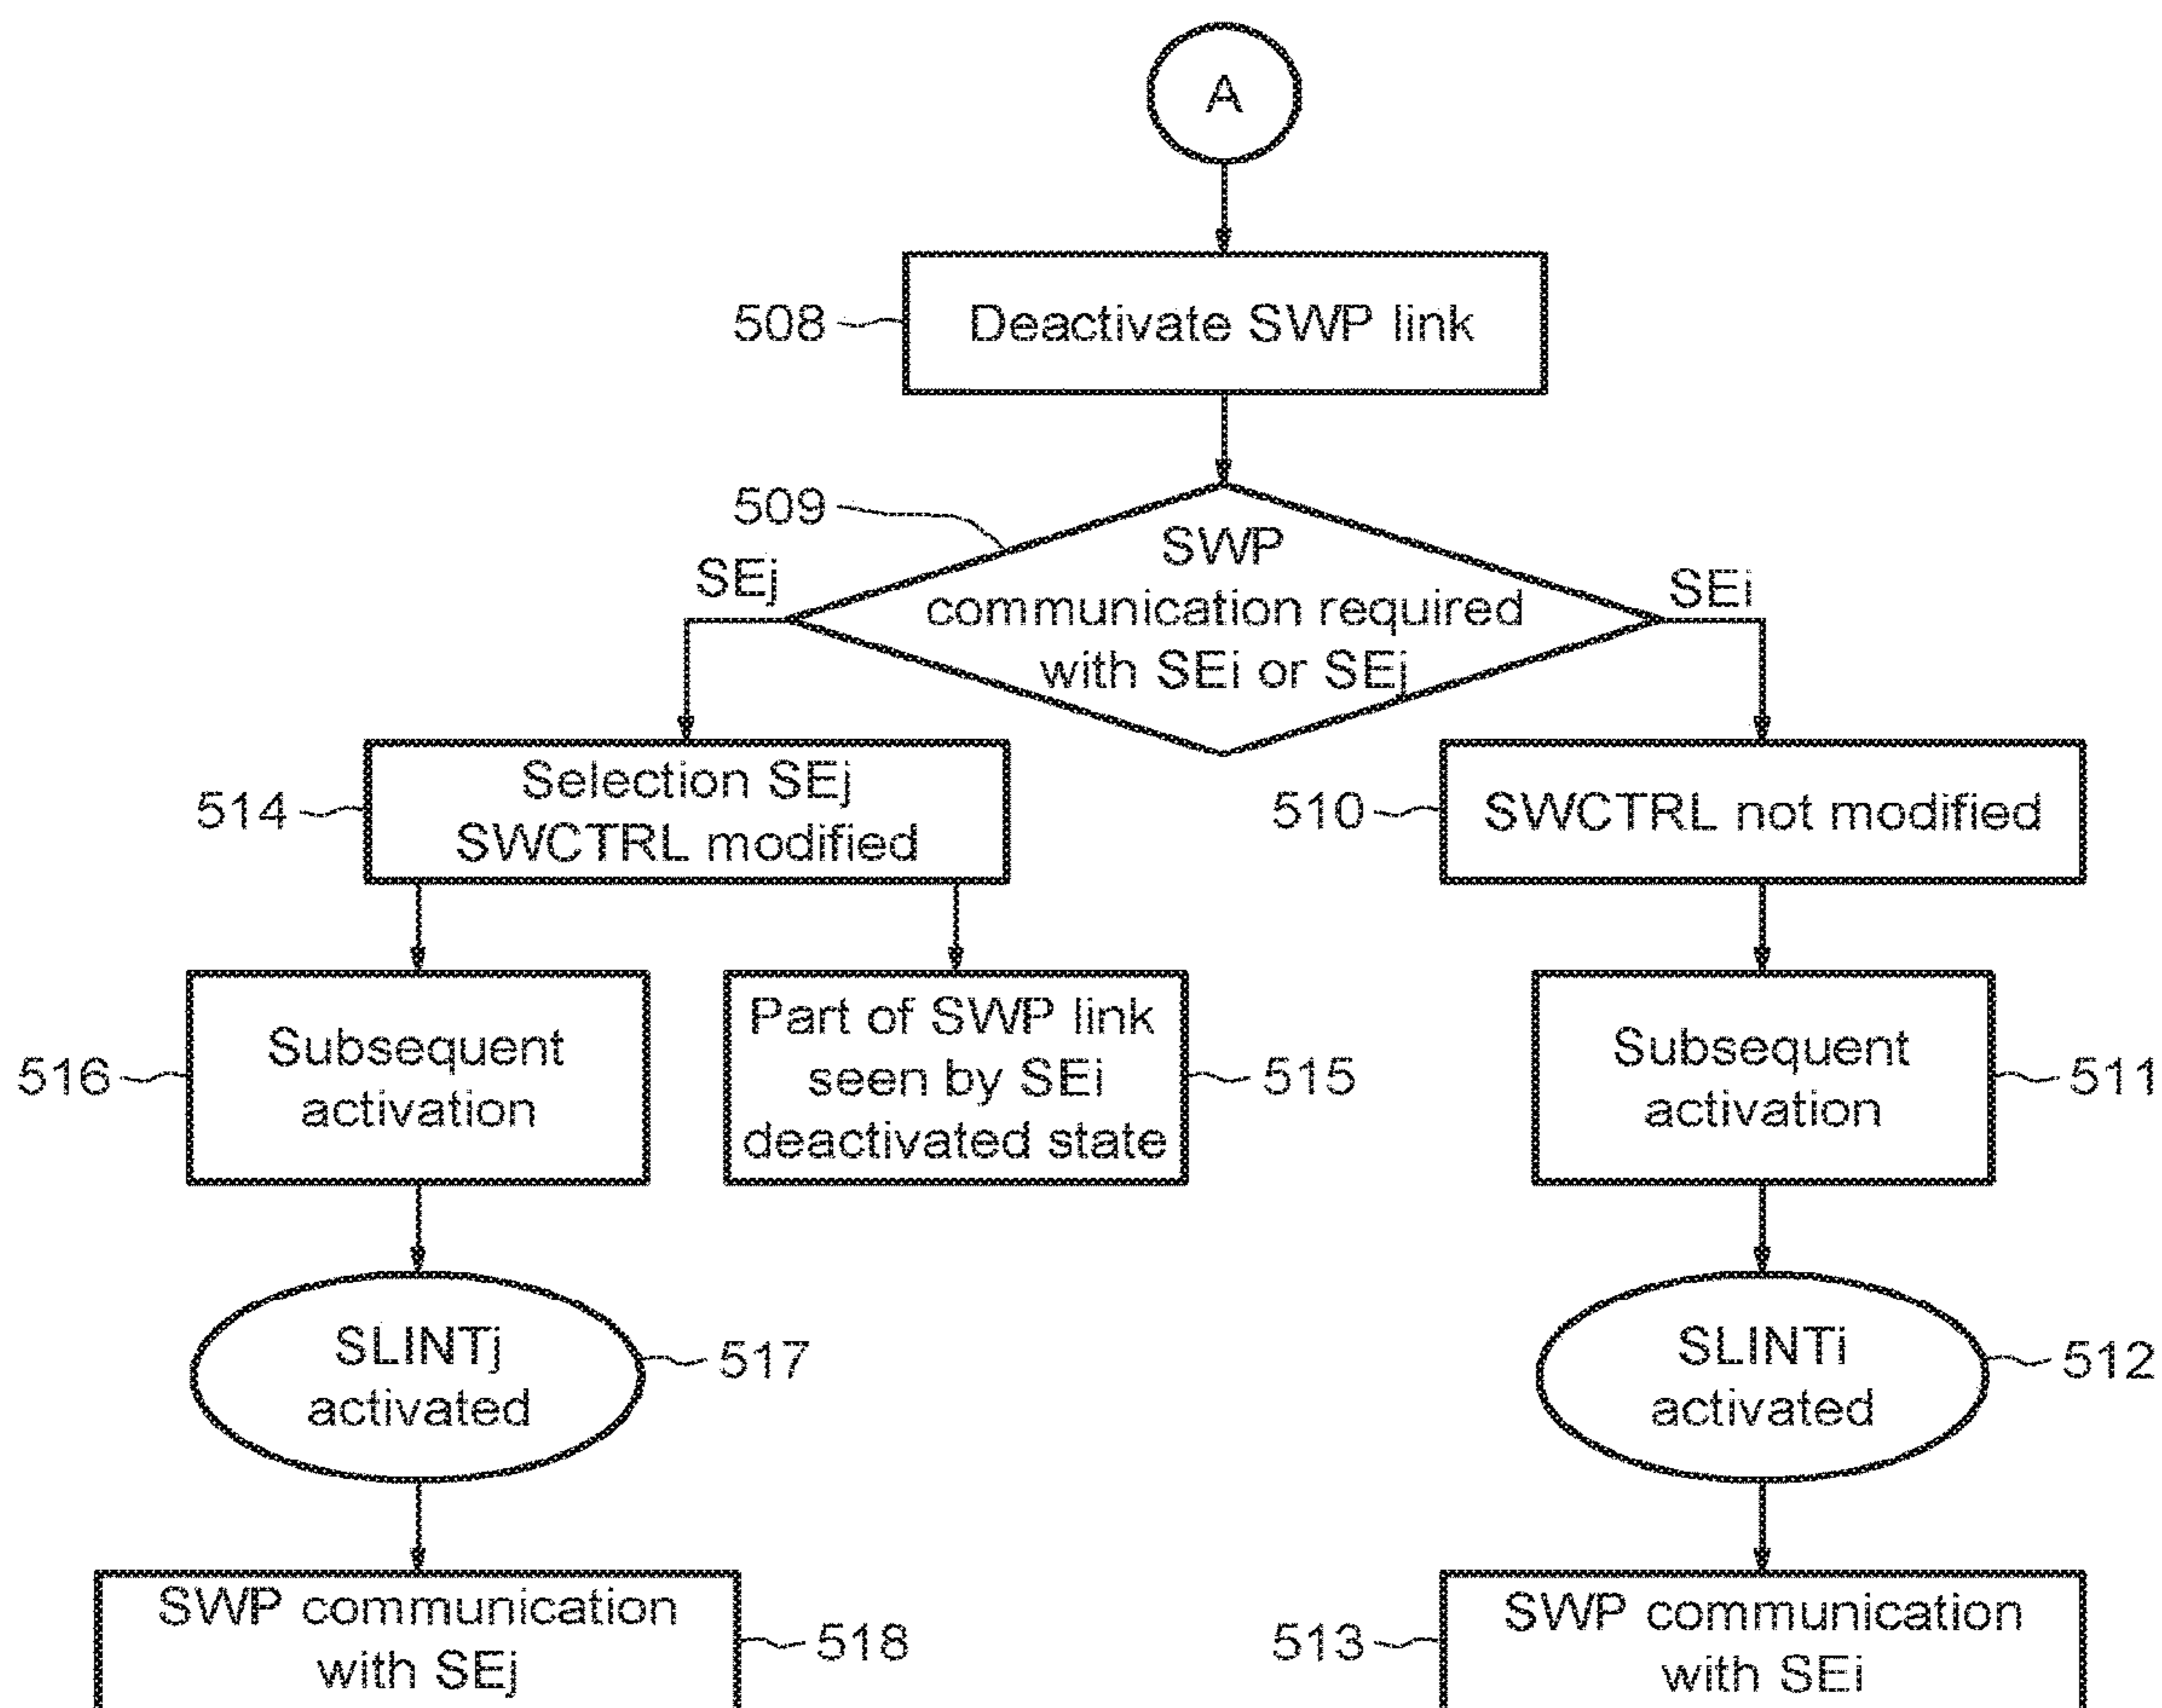 A
508
Deactivate SWP link
509
SWP
communication required
with SEi or SEj
SEj
SEi
514
Selection SEj
SWCTRL modified
510
SWCTRL not modified
516
Subsequent
activation
Part of SWP link
seen by SEi
deactivated state
515
Subsequent
activation
511
SLINTj
activated
517
SLINTi
activated
512
SWP communication
with SEj
518
513
SWP communication
with SEi